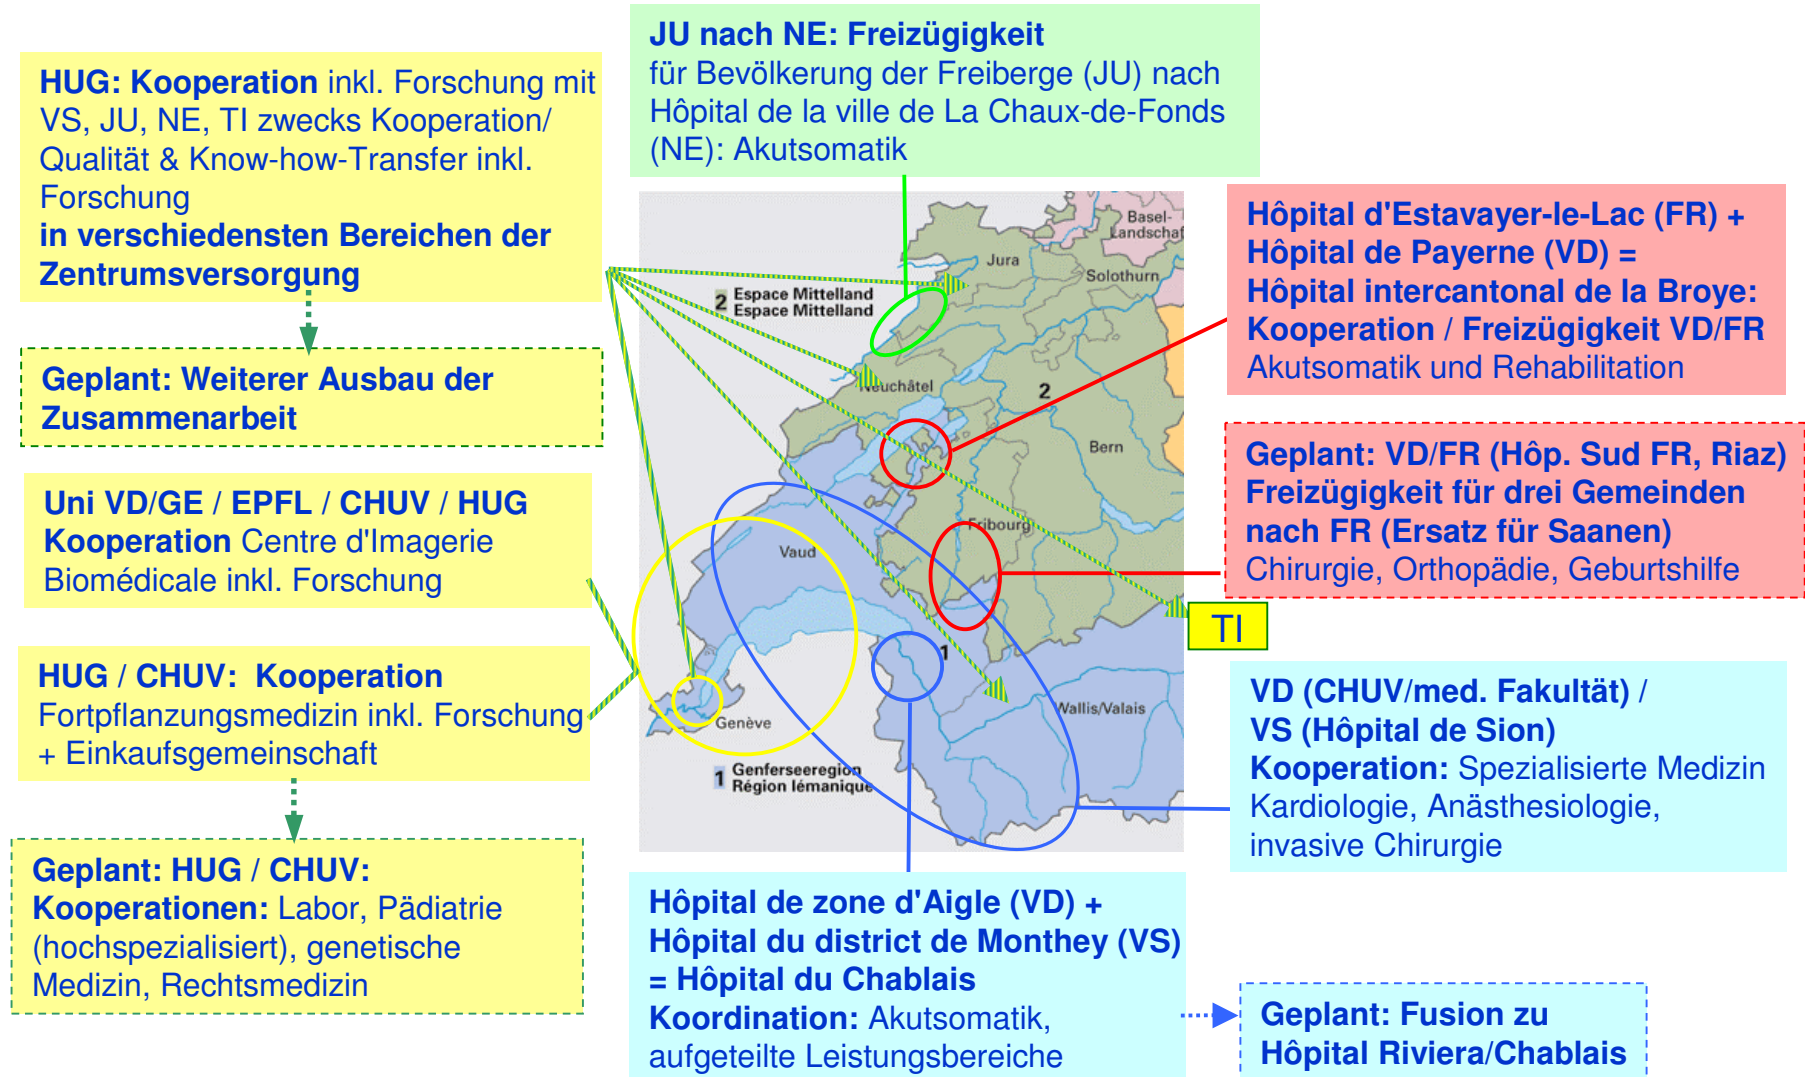 HUG: Kooperation inkl. Forschung mit
VS, JU, NE, TI zwecks Kooperation/
Qualität & Know-how-Transfer inkl.
Forschung
in verschiedensten Bereichen der
Zentrumsversorgung
Geplant: Weiterer Ausbau der
Zusammenarbeit
Uni VD/GE / EPFL / CHUV / HUG
Kooperation Centre d'Imagerie
Biomédicale inkl. Forschung
HUG / CHUV: Kooperation
Fortpflanzungsmedizin inkl. Forschung
+ Einkaufsgemeinschaft
Geplant: HUG / CHUV:
Kooperationen: Labor, Pädiatrie
(hochspezialisiert), genetische
Medizin, Rechtsmedizin
JU nach NE: Freizügigkeit
für Bevölkerung der Freiberge (JU) nach
Hôpital de la ville de La Chaux-de-Fonds
(NE): Akutsomatik
Basel-
Landschaf
Jura
Solothurn
2 Espace Mittelland
Espace Mittelland
Neuchâtel
2
Bern
Fribourg
Vaud
1
Genève
Wallis/Valais
1 Genferseeregion
Région lémanique
TI
Hôpital d'Estavayer-le-Lac (FR) +
Hôpital de Payerne (VD) =
Hôpital intercantonal de la Broye:
Kooperation / Freizügigkeit VD/FR
Akutsomatik und Rehabilitation
Geplant: VD/FR (Hôp. Sud FR, Riaz)
Freizügigkeit für drei Gemeinden
nach FR (Ersatz für Saanen)
Chirurgie, Orthopädie, Geburtshilfe
VD (CHUV/med. Fakultät) /
VS (Hôpital de Sion)
Kooperation: Spezialisierte Medizin
Kardiologie, Anästhesiologie,
invasive Chirurgie
Hôpital de zone d'Aigle (VD) +
Hôpital du district de Monthey (VS)
= Hôpital du Chablais
Koordination: Akutsomatik,
aufgeteilte Leistungsbereiche
Geplant: Fusion zu
Hôpital Riviera/Chablais